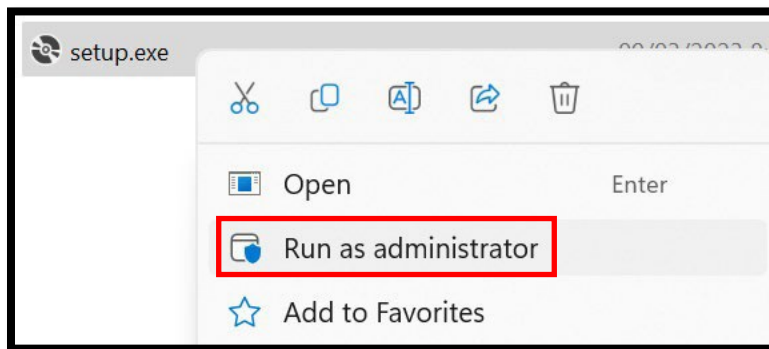 setup.exe
Open Enter
Run as administrator
Add to Favorites